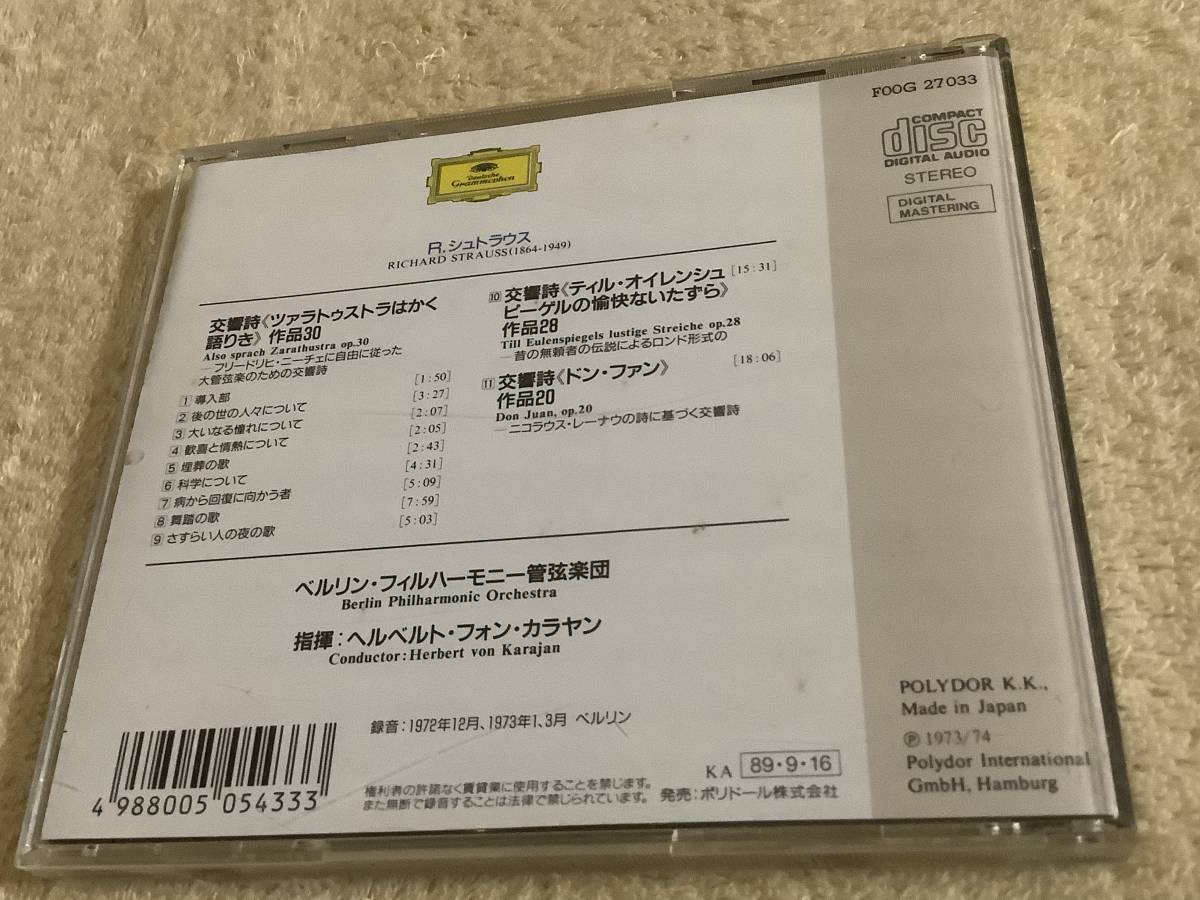 FOOG 27033
COMPACT
disc
DIGITAL AUDIO
STEREO
DIGITAL
MASTERING
Deutsche
Grammophon
R.シュトラウス
RICHARD STRAUSS(1864-1949)
交響詩《ツァラトゥストラはかく
語りき》作品30
Also sprach Zarathustra op.30
—フリードリヒ・ニーチェに自由に従った
大管弦楽のための交響詩
1 導入部 [1:50]
2 後の世の人々について [3:27]
3 大いなる憧れについて [2:07]
4 歓喜と情熱について [2:05]
5 埋葬の歌 [2:43]
6 科学について [4:31]
7 病から回復に向かう者 [5:09]
8 舞踏の歌 [7:59]
9 さすらい人の夜の歌 [5:03]
10 交響詩《ティル・オイレンシュ [15:31]
ピーゲルの愉快ないたずら》
作品28
Till Eulenspiegels lustige Streiche op.28
—昔の無頼者の伝説によるロンド形式の
11 交響詩《ドン・ファン》 [18:06]
作品20
Don Juan, op.20
—ニコラウス・レーナウの詩に基づく交響詩
ベルリン・フィルハーモニー管弦楽団
Berlin Philharmonic Orchestra
指揮:ヘルベルト・フォン・カラヤン
Conductor:Herbert von Karajan
録音:1972年12月、1973年1、3月 ベルリン
4 988005 054333
権利者の許諾なく賃貸業に使用することを禁じます。
また無断で録音することは法律で禁じられています。
KA 89・9・16
発売:ポリドール株式会社
POLYDOR K.K.,
Made in Japan
Ⓟ 1973/74
Polydor International
GmbH, Hamburg